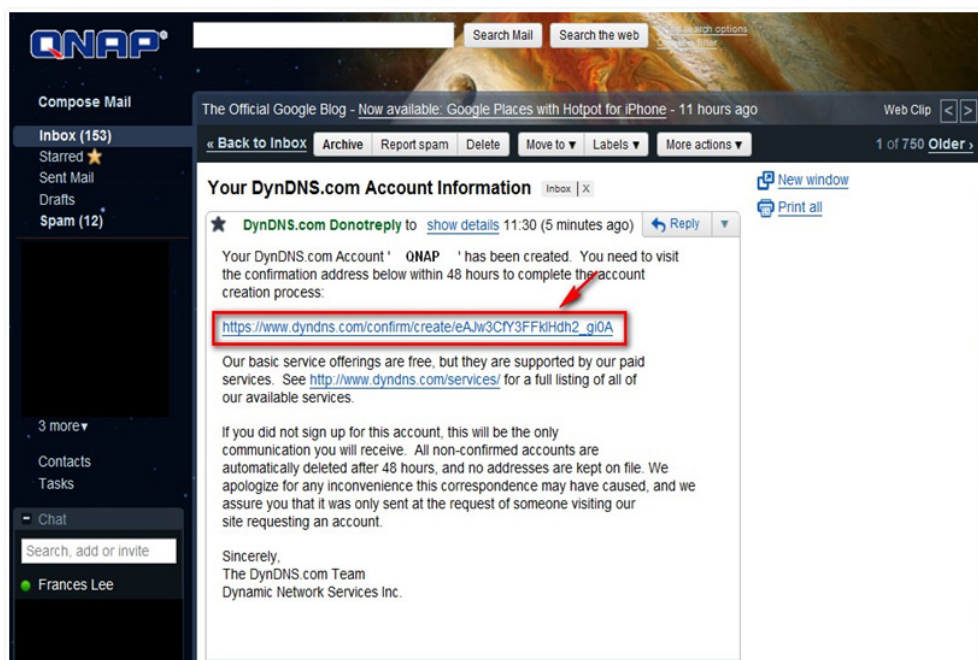 QNAP®
Search Mail
Search the web
search options
filter
Compose Mail
The Official Google Blog - Now available: Google Places with Hotpot for iPhone - 11 hours ago
Web Clip < >
Inbox (153)
Starred
Sent Mail
Drafts
Spam (12)
« Back to Inbox Archive Report spam Delete Move to ▼ Labels ▼ More actions ▼ 1 of 750 Older ›
Your DynDNS.com Account Information Inbox | X
New window
Print all
DynDNS.com Donotreply to show details 11:30 (5 minutes ago) Reply ▼
Your DynDNS.com Account ' QNAP ' has been created. You need to visit
the confirmation address below within 48 hours to complete the account
creation process:
https://www.dyndns.com/confirm/create/eAJw3CfY3FFklHdh2_gi0A
Our basic service offerings are free, but they are supported by our paid
services. See http://www.dyndns.com/services/ for a full listing of all of
our available services.
If you did not sign up for this account, this will be the only
communication you will receive. All non-confirmed accounts are
automatically deleted after 48 hours, and no addresses are kept on file. We
apologize for any inconvenience this correspondence may have caused, and we
assure you that it was only sent at the request of someone visiting our
site requesting an account.
Sincerely,
The DynDNS.com Team
Dynamic Network Services Inc.
3 more▼
Contacts
Tasks
- Chat
Search, add or invite
Frances Lee